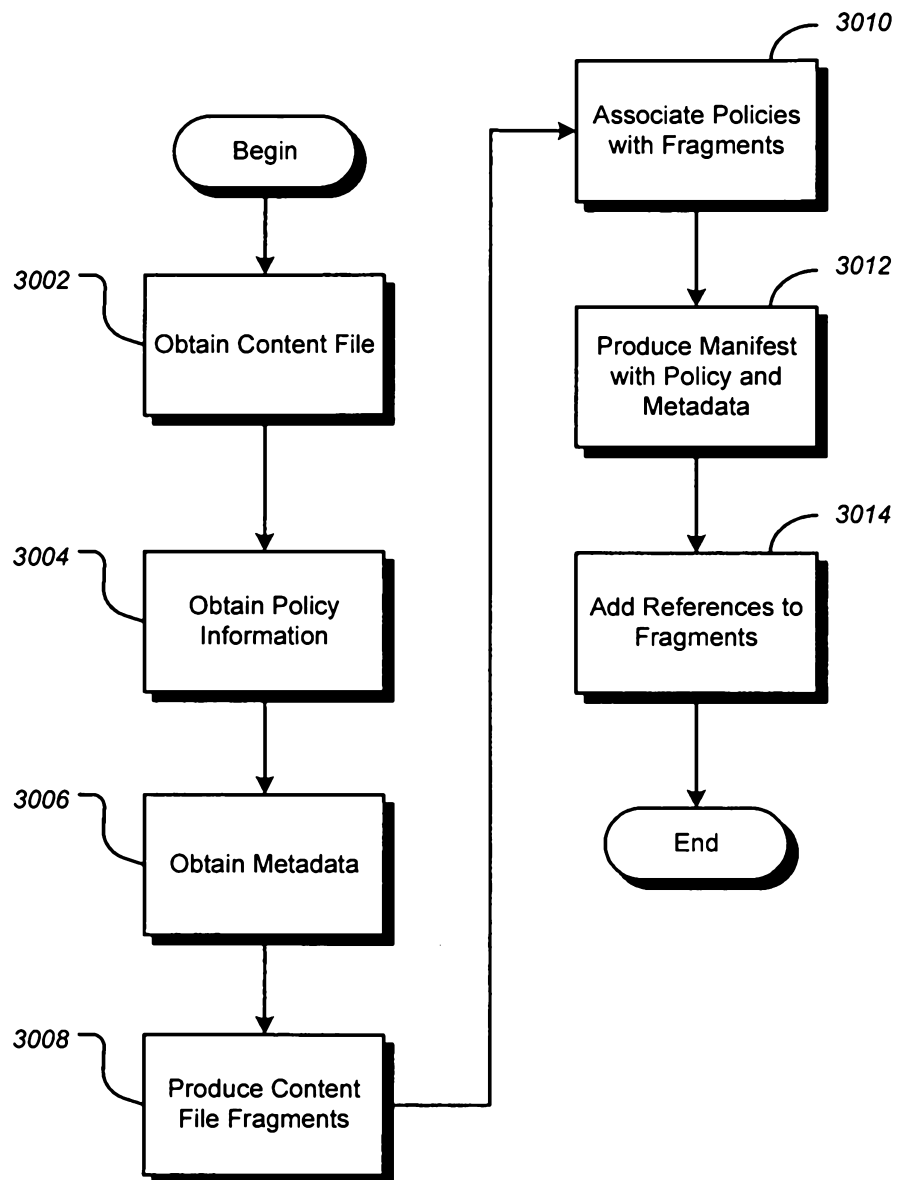 Begin
3002
Obtain Content File
3004
Obtain Policy
Information
3006
Obtain Metadata
3008
Produce Content
File Fragments
3010
Associate Policies
with Fragments
3012
Produce Manifest
with Policy and
Metadata
3014
Add References to
Fragments
End